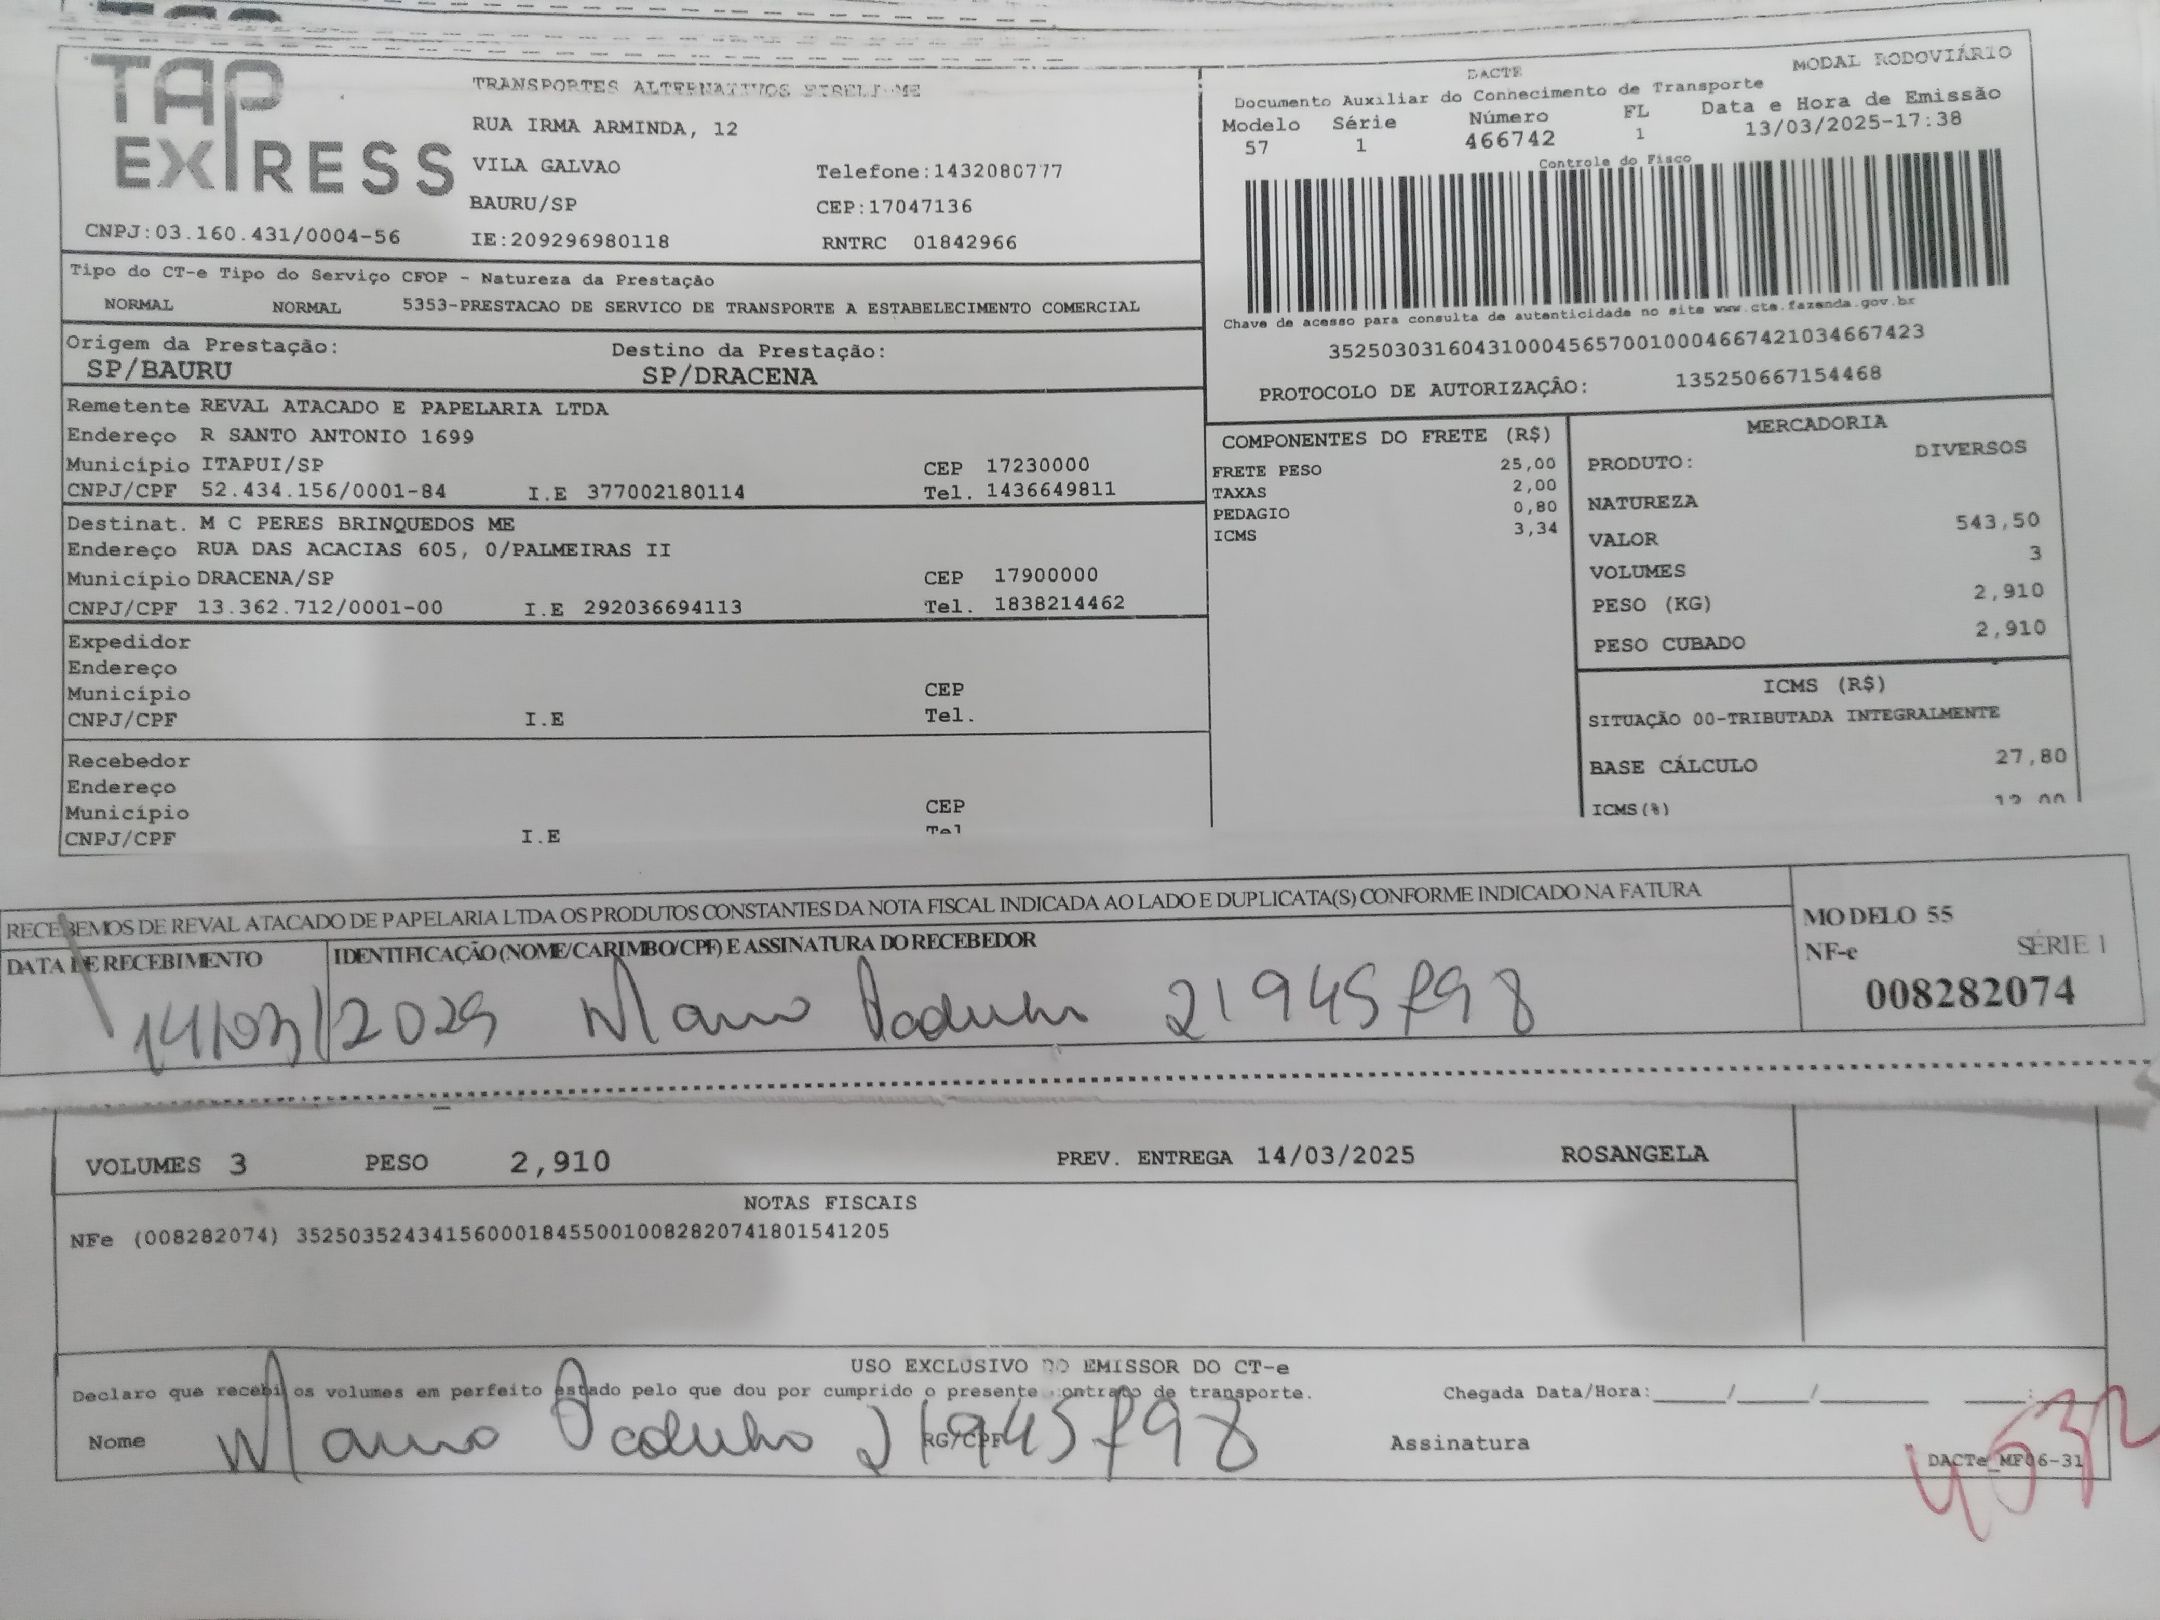 TAP EXPRESS
TRANSPORTES ALTERNATIVOS EIRELI-ME
RUA IRMA ARMINDA, 12
VILA GALVAO Telefone:1432080777
BAURU/SP CEP:17047136
CNPJ:03.160.431/0004-56 IE:209296980118 RNTRC 01842966
DACTE MODAL RODOVIÁRIO
Documento Auxiliar do Conhecimento de Transporte
Modelo Série Número FL Data e Hora de Emissão
57 1 466742 1 13/03/2025-17:38
Controle do Fisco
Chave de acesso para consulta de autenticidade no site www.cte.fazenda.gov.br
35250303160431000456570010004667421034667423
PROTOCOLO DE AUTORIZAÇÃO: 135250667154468
Tipo do CT-e Tipo do Serviço CFOP - Natureza da Prestação
NORMAL NORMAL 5353-PRESTACAO DE SERVICO DE TRANSPORTE A ESTABELECIMENTO COMERCIAL
Origem da Prestação: Destino da Prestação:
SP/BAURU SP/DRACENA
Remetente REVAL ATACADO E PAPELARIA LTDA
Endereço R SANTO ANTONIO 1699
Município ITAPUI/SP CEP 17230000
CNPJ/CPF 52.434.156/0001-84 I.E 377002180114 Tel. 1436649811
Destinat. M C PERES BRINQUEDOS ME
Endereço RUA DAS ACACIAS 605, 0/PALMEIRAS II
Município DRACENA/SP CEP 17900000
CNPJ/CPF 13.362.712/0001-00 I.E 292036694113 Tel. 1838214462
Expedidor
Endereço
Município CEP
CNPJ/CPF I.E Tel.
Recebedor
Endereço
Município CEP
CNPJ/CPF I.E Tel
COMPONENTES DO FRETE (R$)
FRETE PESO 25,00
TAXAS 2,00
PEDAGIO 0,80
ICMS 3,34
MERCADORIA
PRODUTO: DIVERSOS
NATUREZA
VALOR 543,50
VOLUMES 3
PESO (KG) 2,910
PESO CUBADO 2,910
ICMS (R$)
SITUAÇÃO 00-TRIBUTADA INTEGRALMENTE
BASE CÁLCULO 27,80
ICMS(%) 12,00
RECEBEMOS DE REVAL ATACADO DE PAPELARIA LTDA OS PRODUTOS CONSTANTES DA NOTA FISCAL INDICADA AO LADO E DUPLICATA(S) CONFORME INDICADO NA FATURA
DATA DE RECEBIMENTO IDENTIFICAÇÃO (NOME/CARIMBO/CPF) E ASSINATURA DO RECEBEDOR
14/03/2025 21945898
MODELO 55
NF-e SÉRIE 1
008282074
VOLUMES 3 PESO 2,910 PREV. ENTREGA 14/03/2025 ROSANGELA
NOTAS FISCAIS
NFe (008282074) 35250352434156000184550010082820741801541205
USO EXCLUSIVO DO EMISSOR DO CT-e
Declaro que recebi os volumes em perfeito estado pelo que dou por cumprido o presente contrato de transporte. Chegada Data/Hora:____/____/______ ___:___
Nome RG/CPF 21945898 Assinatura
DACTe_MF06-31